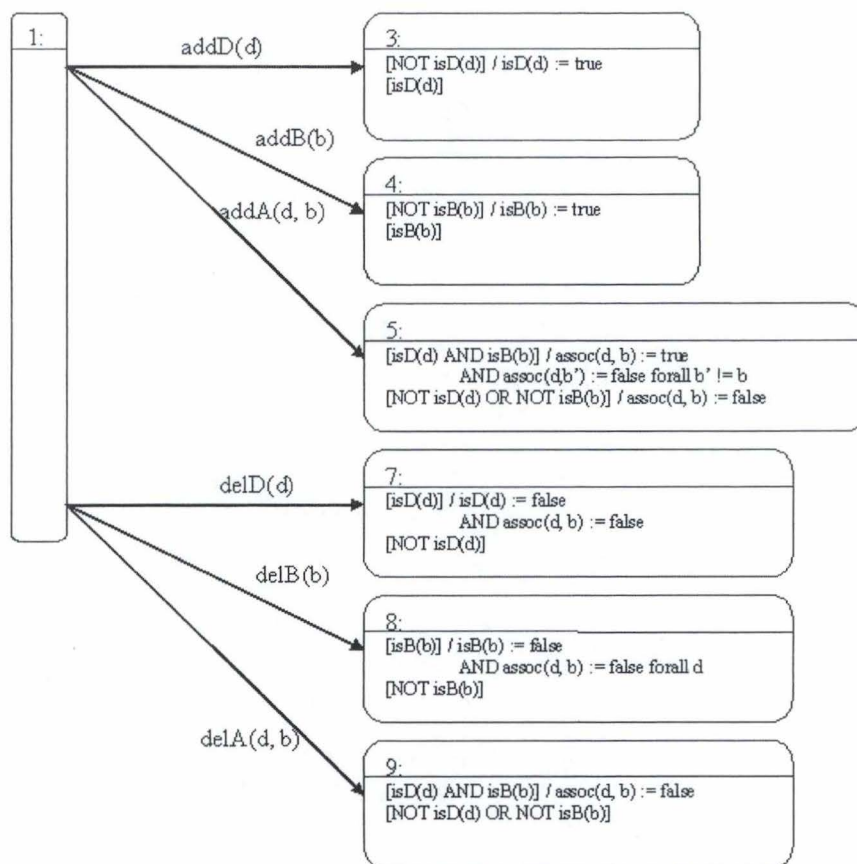 1:
addD(d)
3:
[NOT isD(d)] / isD(d) := true
[isD(d)]
addB(b)
4:
[NOT isB(b)] / isB(b) := true
[isB(b)]
addA(d, b)
5:
[isD(d) AND isB(b)] / assoc(d, b) := true
AND assoc(d,b') := false forall b' != b
[NOT isD(d) OR NOT isB(b)] / assoc(d, b) := false
delD(d)
7:
[isD(d)] / isD(d) := false
AND assoc(d, b) := false
[NOT isD(d)]
delB(b)
8:
[isB(b)] / isB(b) := false
AND assoc(d, b) := false forall d
[NOT isB(b)]
delA(d, b)
9:
[isD(d) AND isB(b)] / assoc(d, b) := false
[NOT isD(d) OR NOT isB(b)]